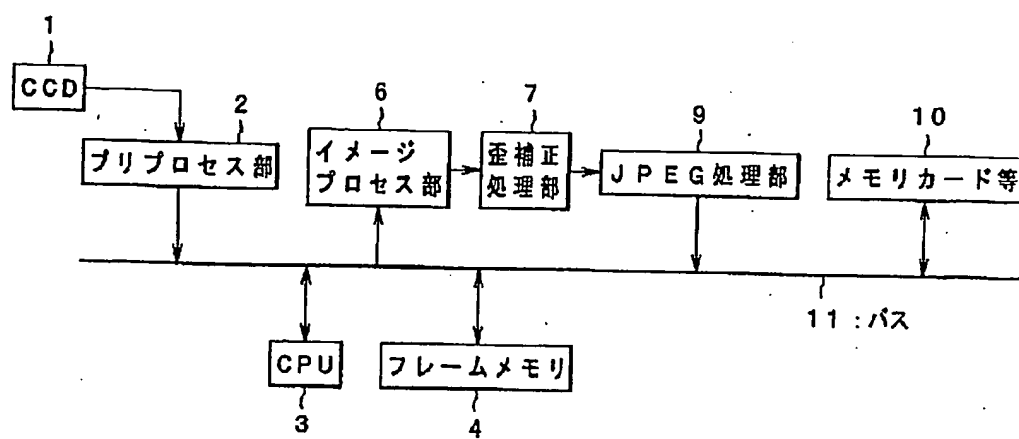 1
CCD
2
プリプロセス部
6
イメージ
プロセス部
7
歪補正
処理部
9
JPEG処理部
10
メモリカード等
11:バス
CPU
3
フレームメモリ
4